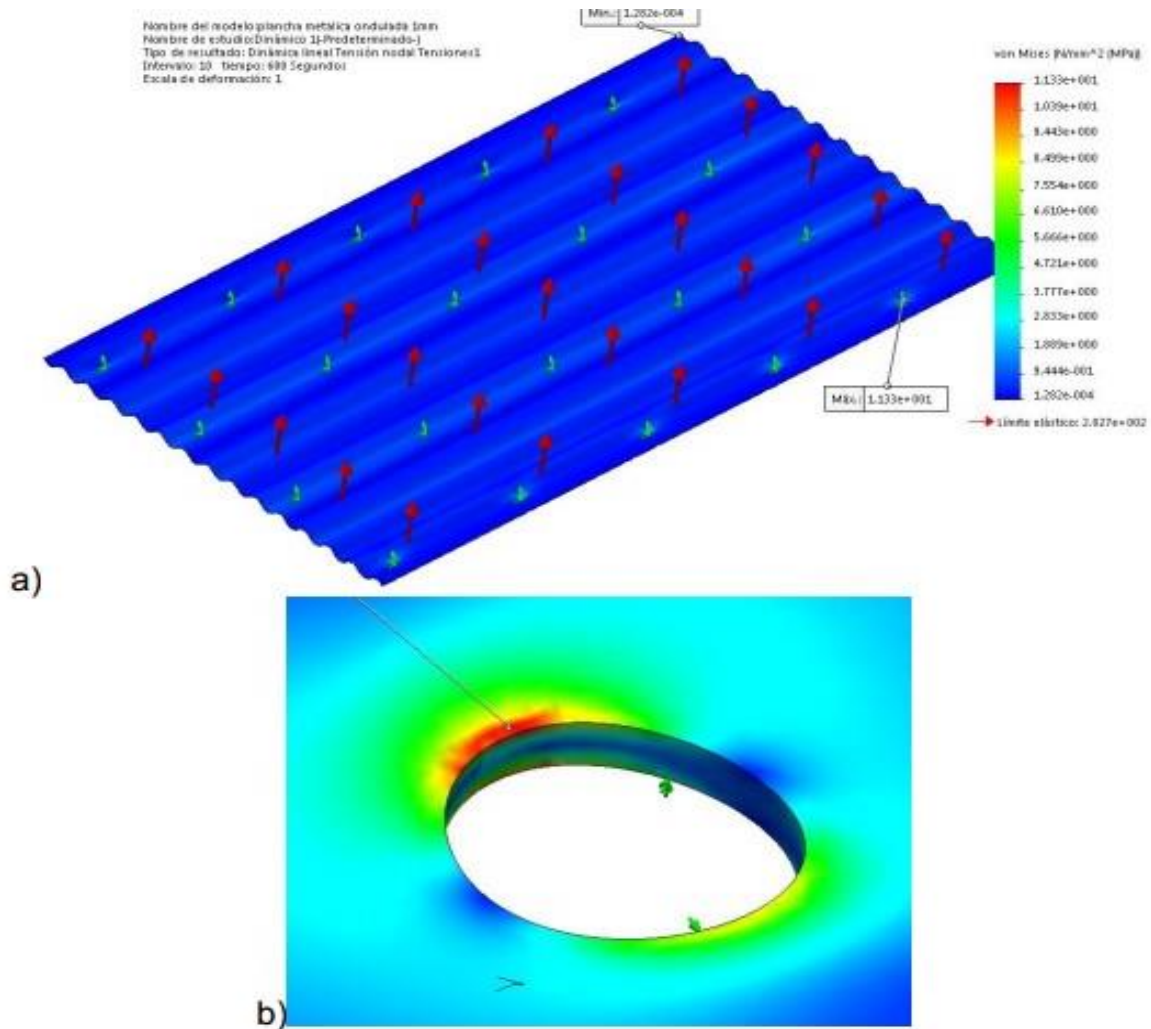 Mín.: 1.282e-004
Nombre del modelo:plancha metalica ondulada 1mm
Nombre de estudio:Dinámico 1(-Predeterminado-)
Tipo de resultado: Dinámica lineal Tensión nodal Tensiones1
Intervalo: 10 tiempo: 600 Segundos
Escala de deformación: 1
von Mises (N/mm^2 (MPa))
1.133e+001
1.039e+001
9.443e+000
8.499e+000
7.554e+000
6.610e+000
5.666e+000
4.721e+000
3.777e+000
2.833e+000
1.889e+000
9.444e-001
1.282e-004
Límite elástico: 2.827e+002
Máx.: 1.133e+001
a)
b)